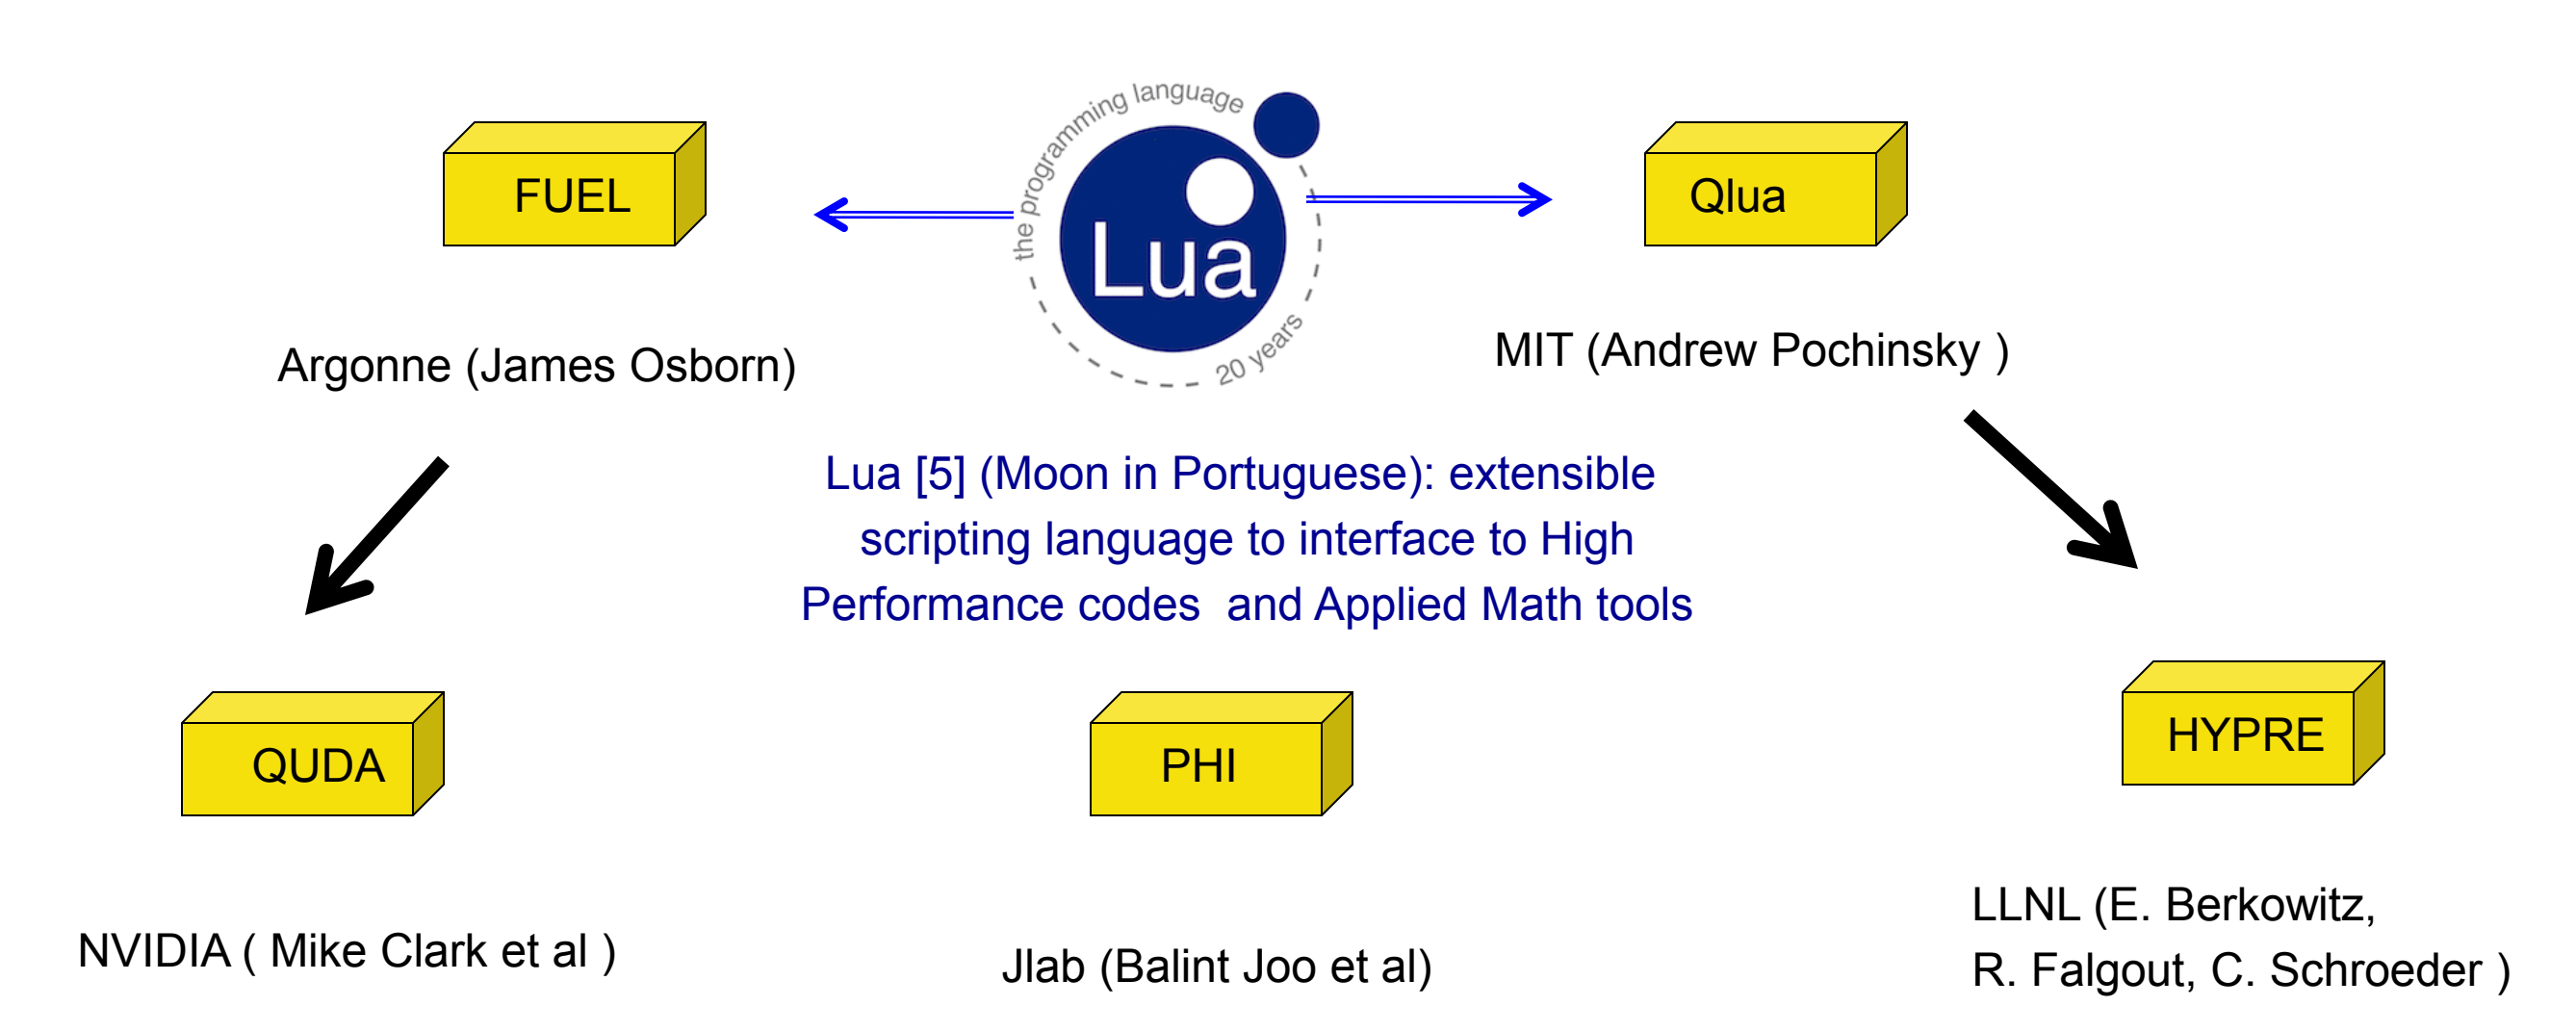 the programming language
FUEL
Lua
Qlua
20 years
Argonne (James Osborn)
MIT (Andrew Pochinsky )
Lua [5] (Moon in Portuguese): extensible
scripting language to interface to High
Performance codes  and Applied Math tools
QUDA
PHI
HYPRE
NVIDIA ( Mike Clark et al )
Jlab (Balint Joo et al)
LLNL (E. Berkowitz,
R. Falgout, C. Schroeder )